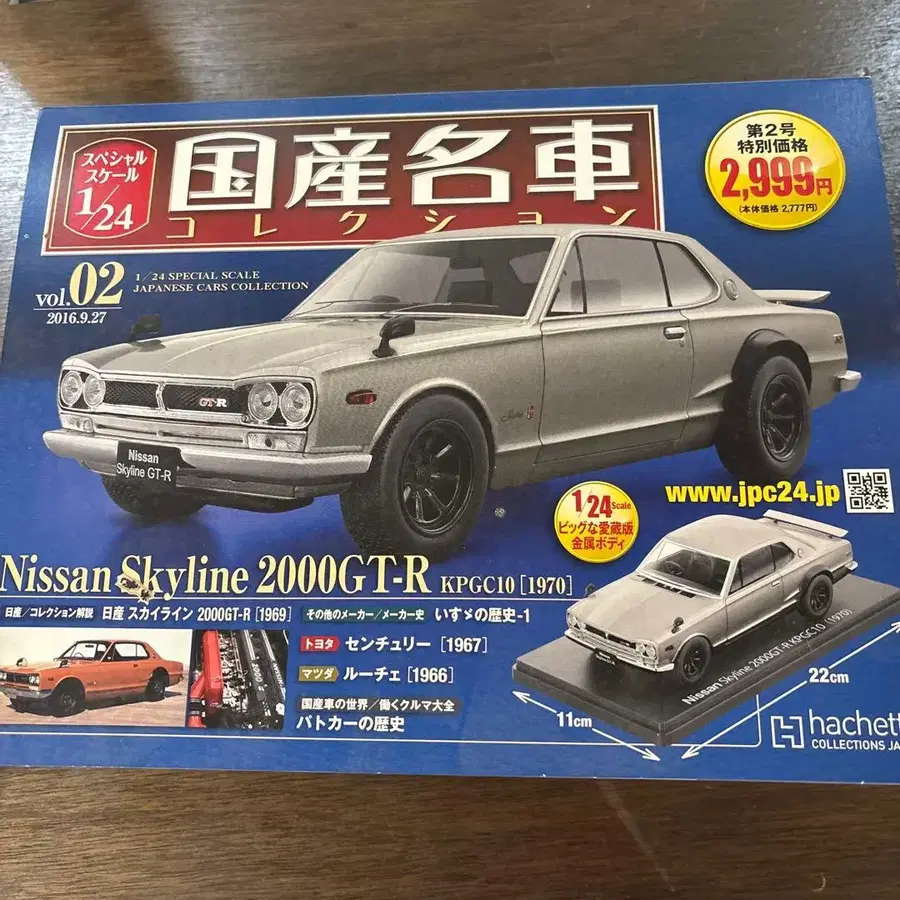 スペシャル
スケール
1/24
国産名車
コレクション
第2号
特別価格
2,999円
(本体価格 2,777円)
vol.02
2016.9.27
1/24 SPECIAL SCALE
JAPANESE CARS COLLECTION
GT-R
Nissan
Skyline GT-R
Skyline
www.jpc24.jp
1/24 Scale
ビッグな愛蔵版
金属ボディ
Nissan Skyline 2000GT-R KPGC10 [1970]
日産/コレクション解説 日産 スカイライン 2000GT-R [1969]
その他のメーカー/メーカー史 いすゞの歴史-1
トヨタ センチュリー [1967]
マツダ ルーチェ [1966]
国産車の世界/働くクルマ大全
パトカーの歴史
Nissan Skyline 2000GT-R KPGC10 (1970)
11cm
22cm
hachett
COLLECTIONS JA